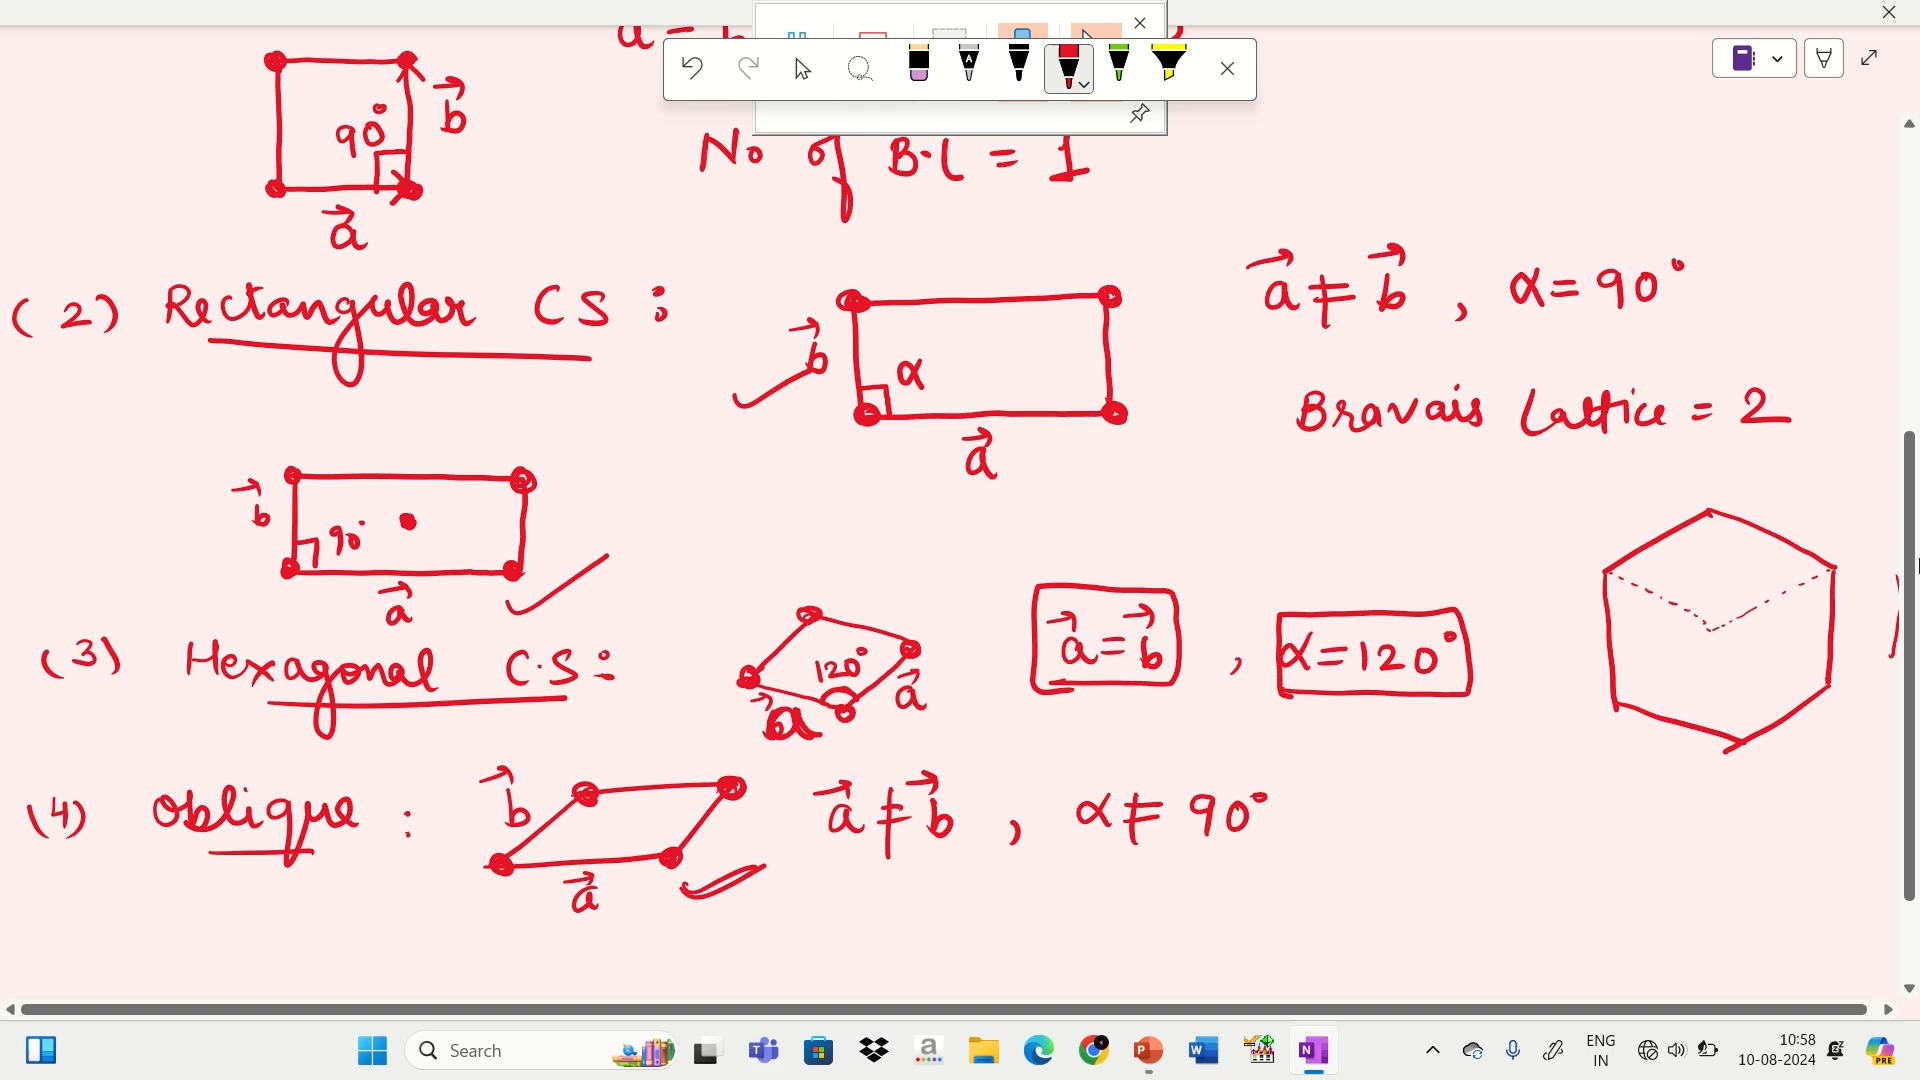 a =
b⃗
90°
a⃗
No of B.L = 1
(2) Rectangular CS :
b⃗
α
a⃗
a⃗ ≠ b⃗ , α = 90°
Bravais Lattice = 2
b⃗
90°
a⃗
(3) Hexagonal C.S :
120°
a⃗
a
a⃗ = b⃗ , α = 120°
(4) Oblique :
b⃗
a⃗
a⃗ ≠ b⃗ , α ≠ 90°
Search
ENG
IN
10:58
10-08-2024
PRE